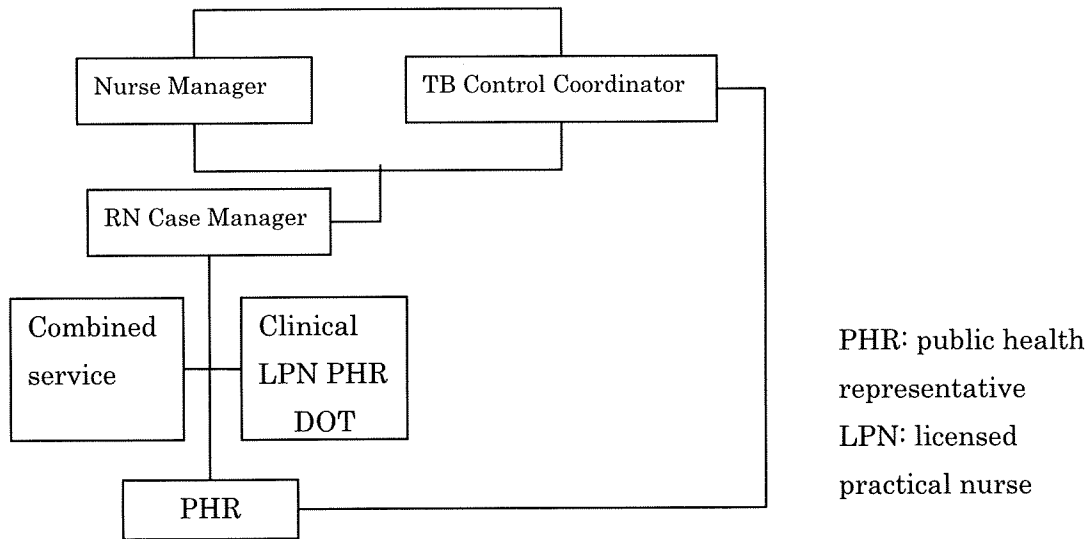 Nurse Manager
TB Control Coordinator
RN Case Manager
Combined
service
Clinical
LPN PHR
DOT
PHR
PHR: public health
representative
LPN: licensed
practical nurse